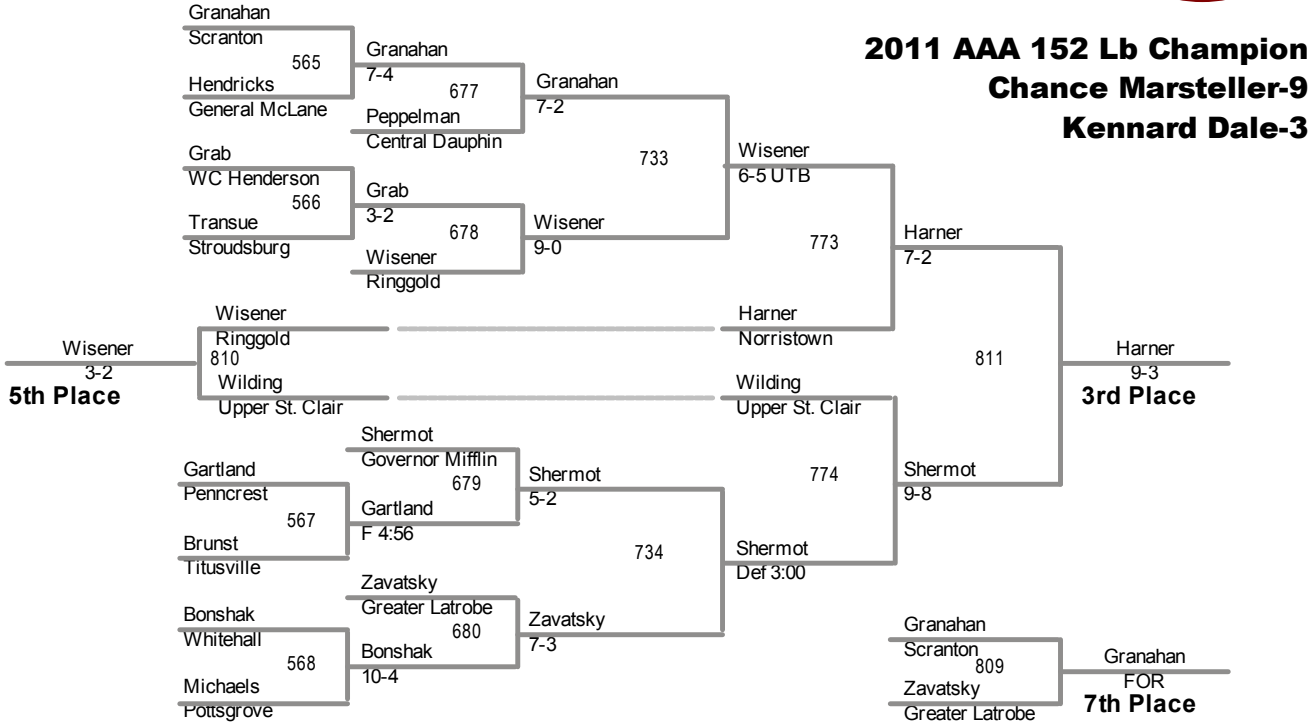 2011 AAA 152 Lb Champion
Chance Marsteller-9
Kennard Dale-3
Granahan
Scranton
565
Hendricks
General McLane
Granahan
7-4
677
Peppelman
Central Dauphin
Granahan
7-2
Grab
WC Henderson
566
Transue
Stroudsburg
Grab
3-2
678
Wisener
Ringgold
Wisener
9-0
733
Wisener
6-5 UTB
773
Harner
Norristown
Harner
7-2
Wisener
Ringgold
810
Wilding
Upper St. Clair
Wisener
3-2
5th Place
Wilding
Upper St. Clair
811
Harner
9-3
3rd Place
Shermot
Governor Mifflin
679
Gartland
Penncrest
567
Brunst
Titusville
Gartland
F 4:56
Shermot
5-2
734
Shermot
Def 3:00
774
Shermot
9-8
Zavatsky
Greater Latrobe
680
Bonshak
Whitehall
568
Michaels
Pottsgrove
Bonshak
10-4
Zavatsky
7-3
Granahan
Scranton
809
Zavatsky
Greater Latrobe
Granahan
FOR
7th Place